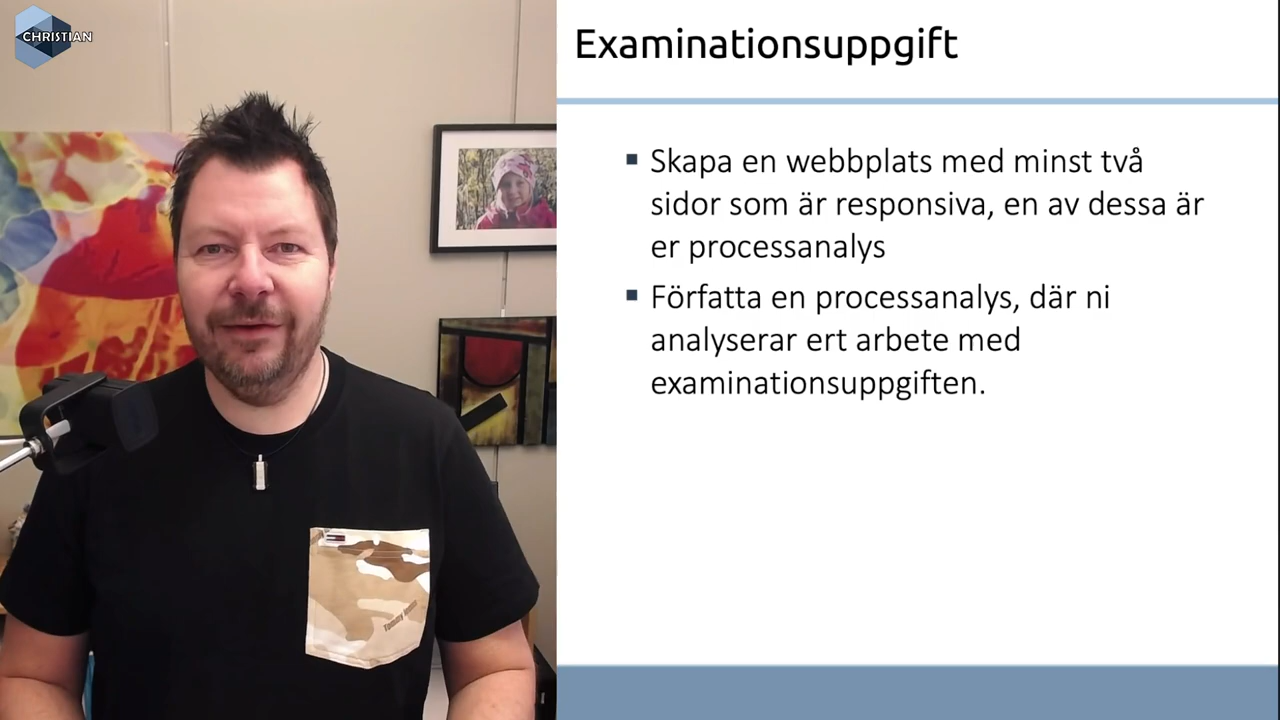 CHRISTIAN
Examinationsuppgift
Skapa en webbplats med minst två
sidor som är responsiva, en av dessa är
er processanalys
Författa en processanalys, där ni
analyserar ert arbete med
examinationsuppgiften.